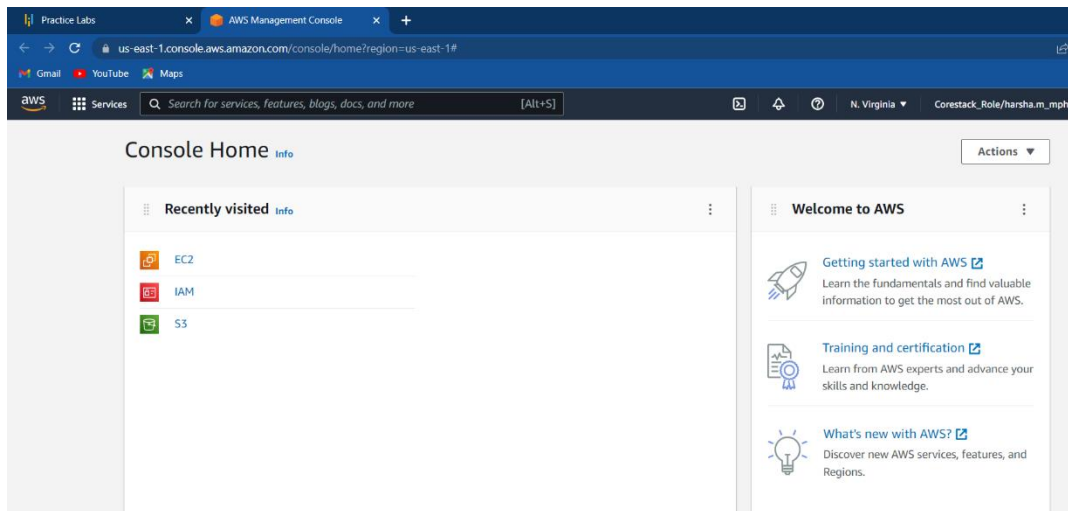 Practice Labs
AWS Management Console
us-east-1.console.aws.amazon.com/console/home?region=us-east-1#
Gmail YouTube Maps
aws Services Search for services, features, blogs, docs, and more [Alt+S] N. Virginia ▼ Corestack_Role/harsha.m_mph
Console Home Info
Actions ▼
Recently visited Info
EC2
IAM
S3
Welcome to AWS
Getting started with AWS
Learn the fundamentals and find valuable
information to get the most out of AWS.
Training and certification
Learn from AWS experts and advance your
skills and knowledge.
What's new with AWS?
Discover new AWS services, features, and
Regions.